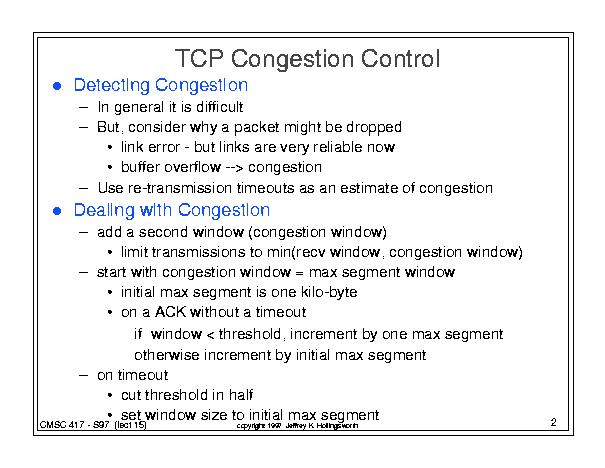 TCP Congestion Control
● Detecting Congestion
– In general it is difficult
– But, consider why a packet might be dropped
• link error - but links are very reliable now
• buffer overflow --> congestion
– Use re-transmission timeouts as an estimate of congestion
● Dealing with Congestion
– add a second window (congestion window)
• limit transmissions to min(recv window, congestion window)
– start with congestion window = max segment window
• initial max segment is one kilo-byte
• on a ACK without a timeout
if window < threshold, increment by one max segment
otherwise increment by initial max segment
– on timeout
• cut threshold in half
• set window size to initial max segment
CMSC 417 - S97 (lect 15)
copyright 1997 Jeffrey K. Hollingsworth
2